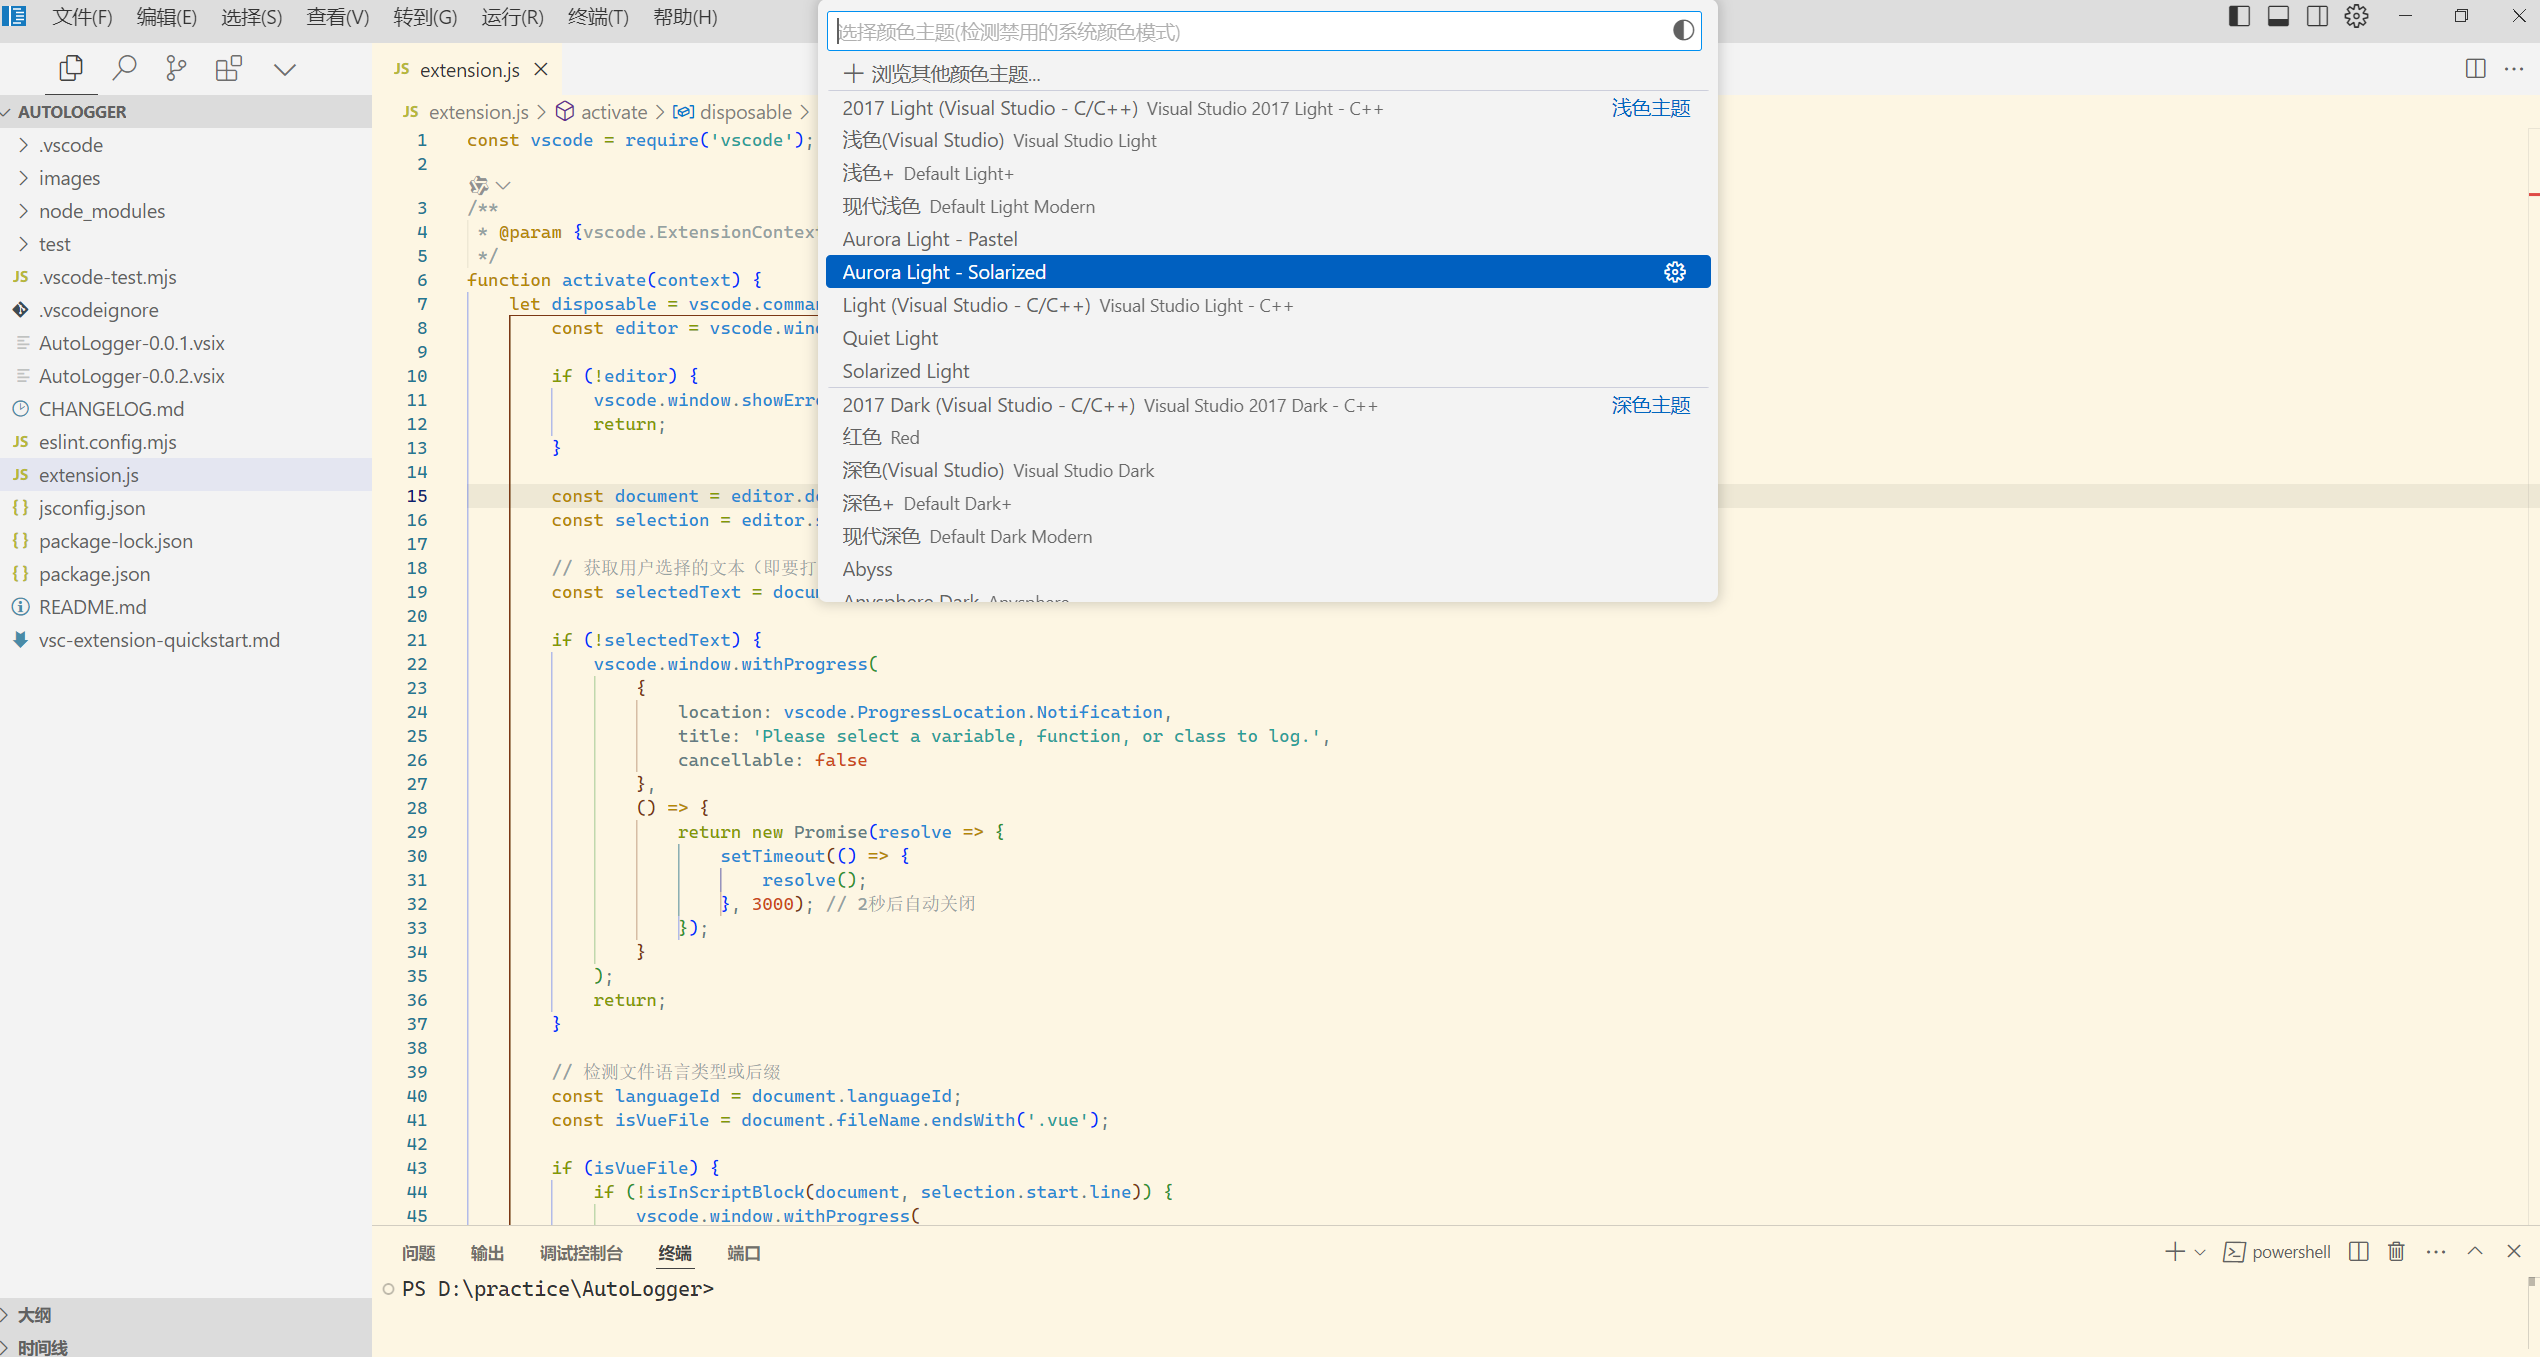 文件(F) 编辑(E) 选择(S) 查看(V) 转到(G) 运行(R) 终端(T) 帮助(H)
选择颜色主题(检测禁用的系统颜色模式)
浏览其他颜色主题...
2017 Light (Visual Studio - C/C++) Visual Studio 2017 Light - C++ 浅色主题
浅色(Visual Studio) Visual Studio Light
浅色+ Default Light+
现代浅色 Default Light Modern
Aurora Light - Pastel
Aurora Light - Solarized
Light (Visual Studio - C/C++) Visual Studio Light - C++
Quiet Light
Solarized Light
2017 Dark (Visual Studio - C/C++) Visual Studio 2017 Dark - C++ 深色主题
红色 Red
深色(Visual Studio) Visual Studio Dark
深色+ Default Dark+
现代深色 Default Dark Modern
Abyss
Anysphere Dark Anysphere
AUTOLOGGER
.vscode
images
node_modules
test
JS .vscode-test.mjs
.vscodeignore
AutoLogger-0.0.1.vsix
AutoLogger-0.0.2.vsix
CHANGELOG.md
JS eslint.config.mjs
JS extension.js
{} jsconfig.json
{} package-lock.json
{} package.json
README.md
vsc-extension-quickstart.md
大纲
时间线
JS extension.js
JS extension.js > activate > disposable >
1 const vscode = require('vscode');
2
3 /**
4 * @param {vscode.ExtensionContext
5 */
6 function activate(context) {
7 let disposable = vscode.comma
8 const editor = vscode.win
9
10 if (!editor) {
11 vscode.window.showErr
12 return;
13 }
14
15 const document = editor.d
16 const selection = editor.
17
18 // 获取用户选择的文本（即要打
19 const selectedText = docu
20
21 if (!selectedText) {
22 vscode.window.withProgress(
23 {
24 location: vscode.ProgressLocation.Notification,
25 title: 'Please select a variable, function, or class to log.',
26 cancellable: false
27 },
28 () => {
29 return new Promise(resolve => {
30 setTimeout(() => {
31 resolve();
32 }, 3000); // 2秒后自动关闭
33 });
34 }
35 );
36 return;
37 }
38
39 // 检测文件语言类型或后缀
40 const languageId = document.languageId;
41 const isVueFile = document.fileName.endsWith('.vue');
42
43 if (isVueFile) {
44 if (!isInScriptBlock(document, selection.start.line)) {
45 vscode.window.withProgress(
问题 输出 调试控制台 终端 端口
powershell
PS D:\practice\AutoLogger>